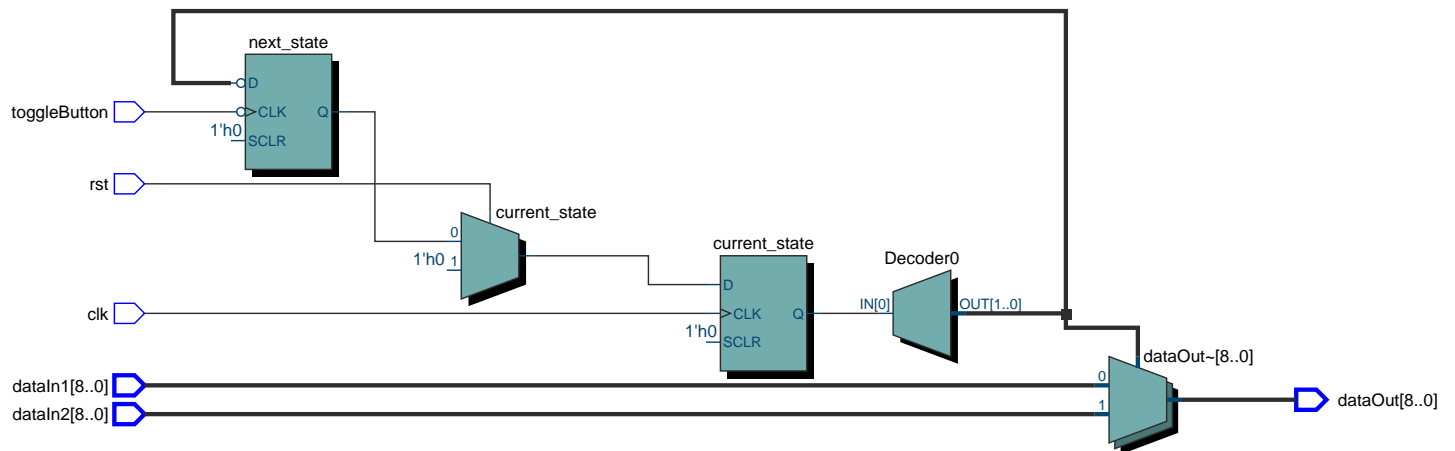 next_state
D
toggleButton
CLK
Q
1'h0
SCLR
rst
current_state
0
1'h0
1
current_state
Decoder0
D
IN[0]
OUT[1..0]
clk
CLK
Q
1'h0
SCLR
dataOut~[8..0]
dataIn1[8..0]
0
dataIn2[8..0]
1
dataOut[8..0]